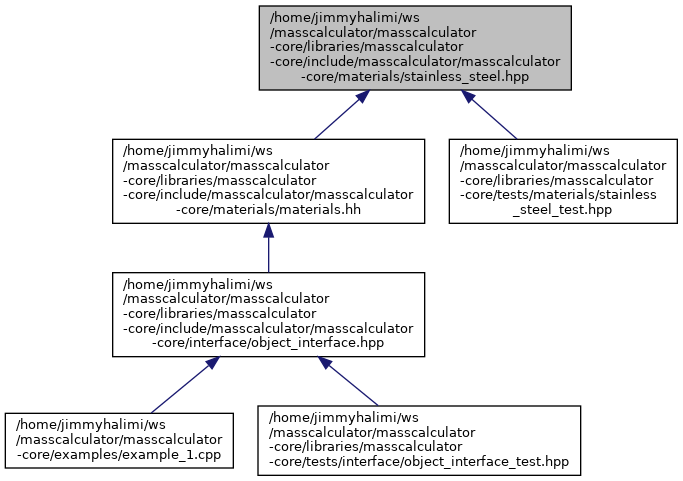 /home/jimmyhalimi/ws
/masscalculator/masscalculator
-core/libraries/masscalculator
-core/include/masscalculator/masscalculator
-core/materials/stainless_steel.hpp
/home/jimmyhalimi/ws
/masscalculator/masscalculator
-core/libraries/masscalculator
-core/include/masscalculator/masscalculator
-core/materials/materials.hh
/home/jimmyhalimi/ws
/masscalculator/masscalculator
-core/libraries/masscalculator
-core/tests/materials/stainless
_steel_test.hpp
/home/jimmyhalimi/ws
/masscalculator/masscalculator
-core/libraries/masscalculator
-core/include/masscalculator/masscalculator
-core/interface/object_interface.hpp
/home/jimmyhalimi/ws
/masscalculator/masscalculator
-core/examples/example_1.cpp
/home/jimmyhalimi/ws
/masscalculator/masscalculator
-core/libraries/masscalculator
-core/tests/interface/object_interface_test.hpp